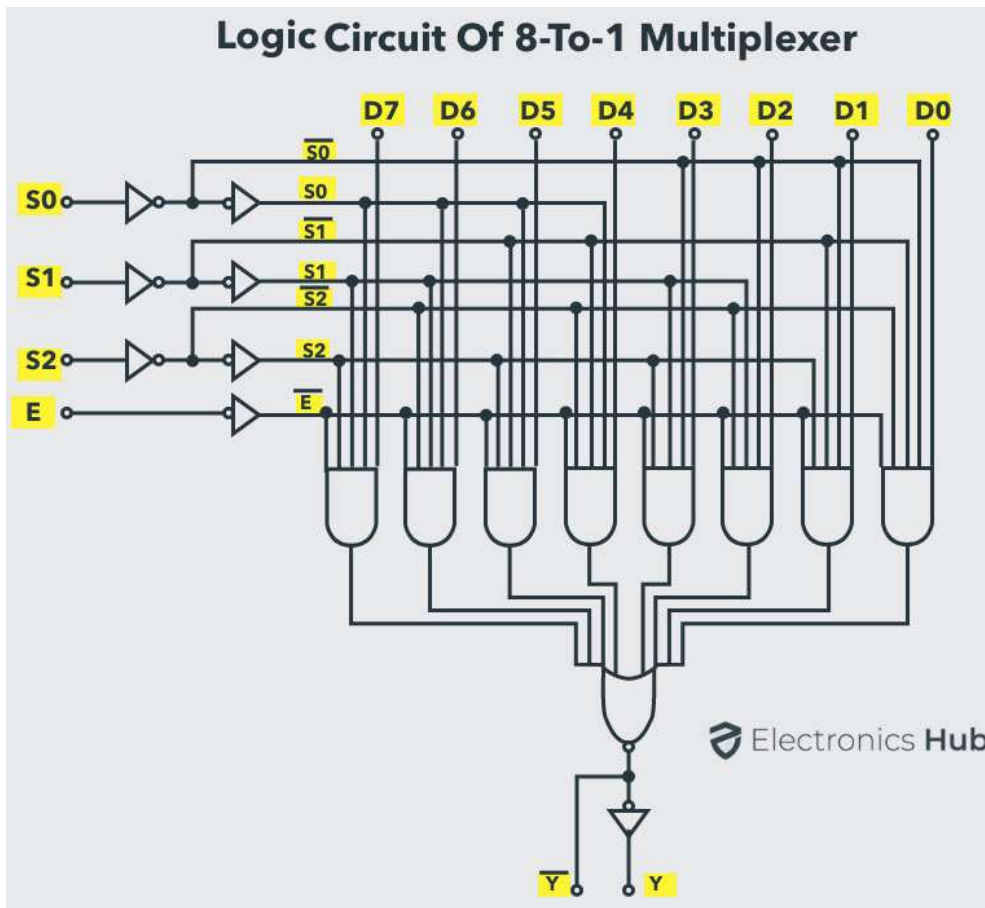 Logic Circuit Of 8-To-1 Multiplexer
D7 D6 D5 D4 D3 D2 D1 D0
S̅0̅
S0 S0
S̅1̅
S1 S1
S̅2̅
S2 S2
E E̅
Electronics Hub
Y̅ Y